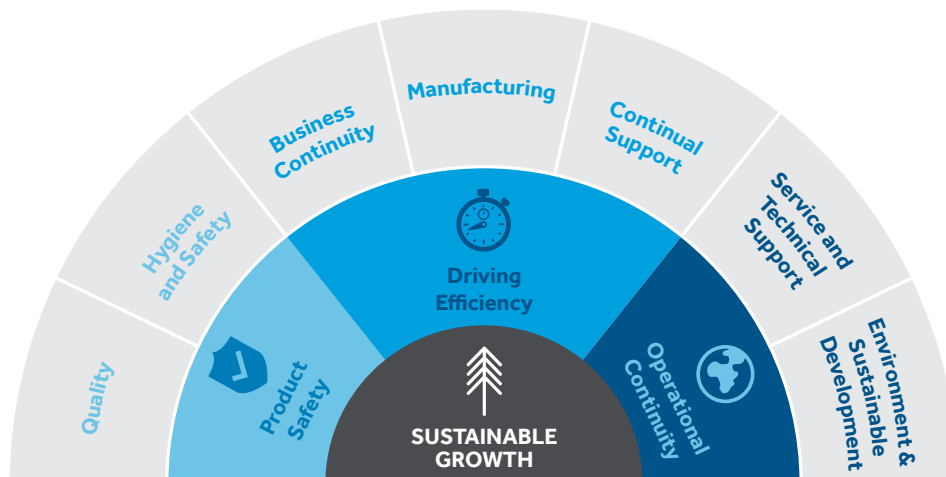 Quality
Hygiene
and Safety
Business
Continuity
Manufacturing
Continual
Support
Service and
Technical
Support
Environment &
Sustainable
Development
Product
Safety
Driving
Efficiency
Operational
Continuity
SUSTAINABLE
GROWTH